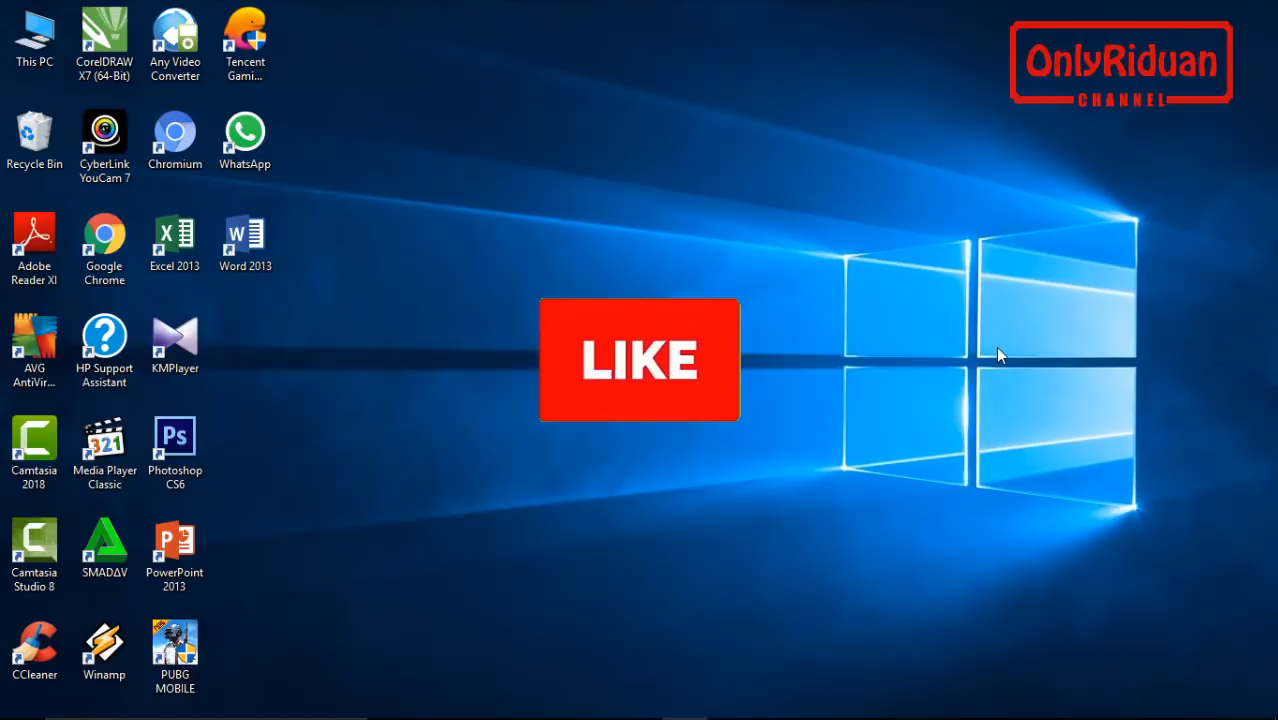 This PC
CorelDRAW
X7 (64-Bit)
Any Video
Converter
Tencent
Gami...
OnlyRiduan
CHANNEL
Recycle Bin
CyberLink
YouCam 7
Chromium
WhatsApp
Adobe
Reader XI
Google
Chrome
Excel 2013
Word 2013
LIKE
AVG
AntiVir...
HP Support
Assistant
KMPlayer
Camtasia
2018
Media Player
Classic
Photoshop
CS6
Camtasia
Studio 8
SMADΔV
PowerPoint
2013
CCleaner
Winamp
PUBG
MOBILE